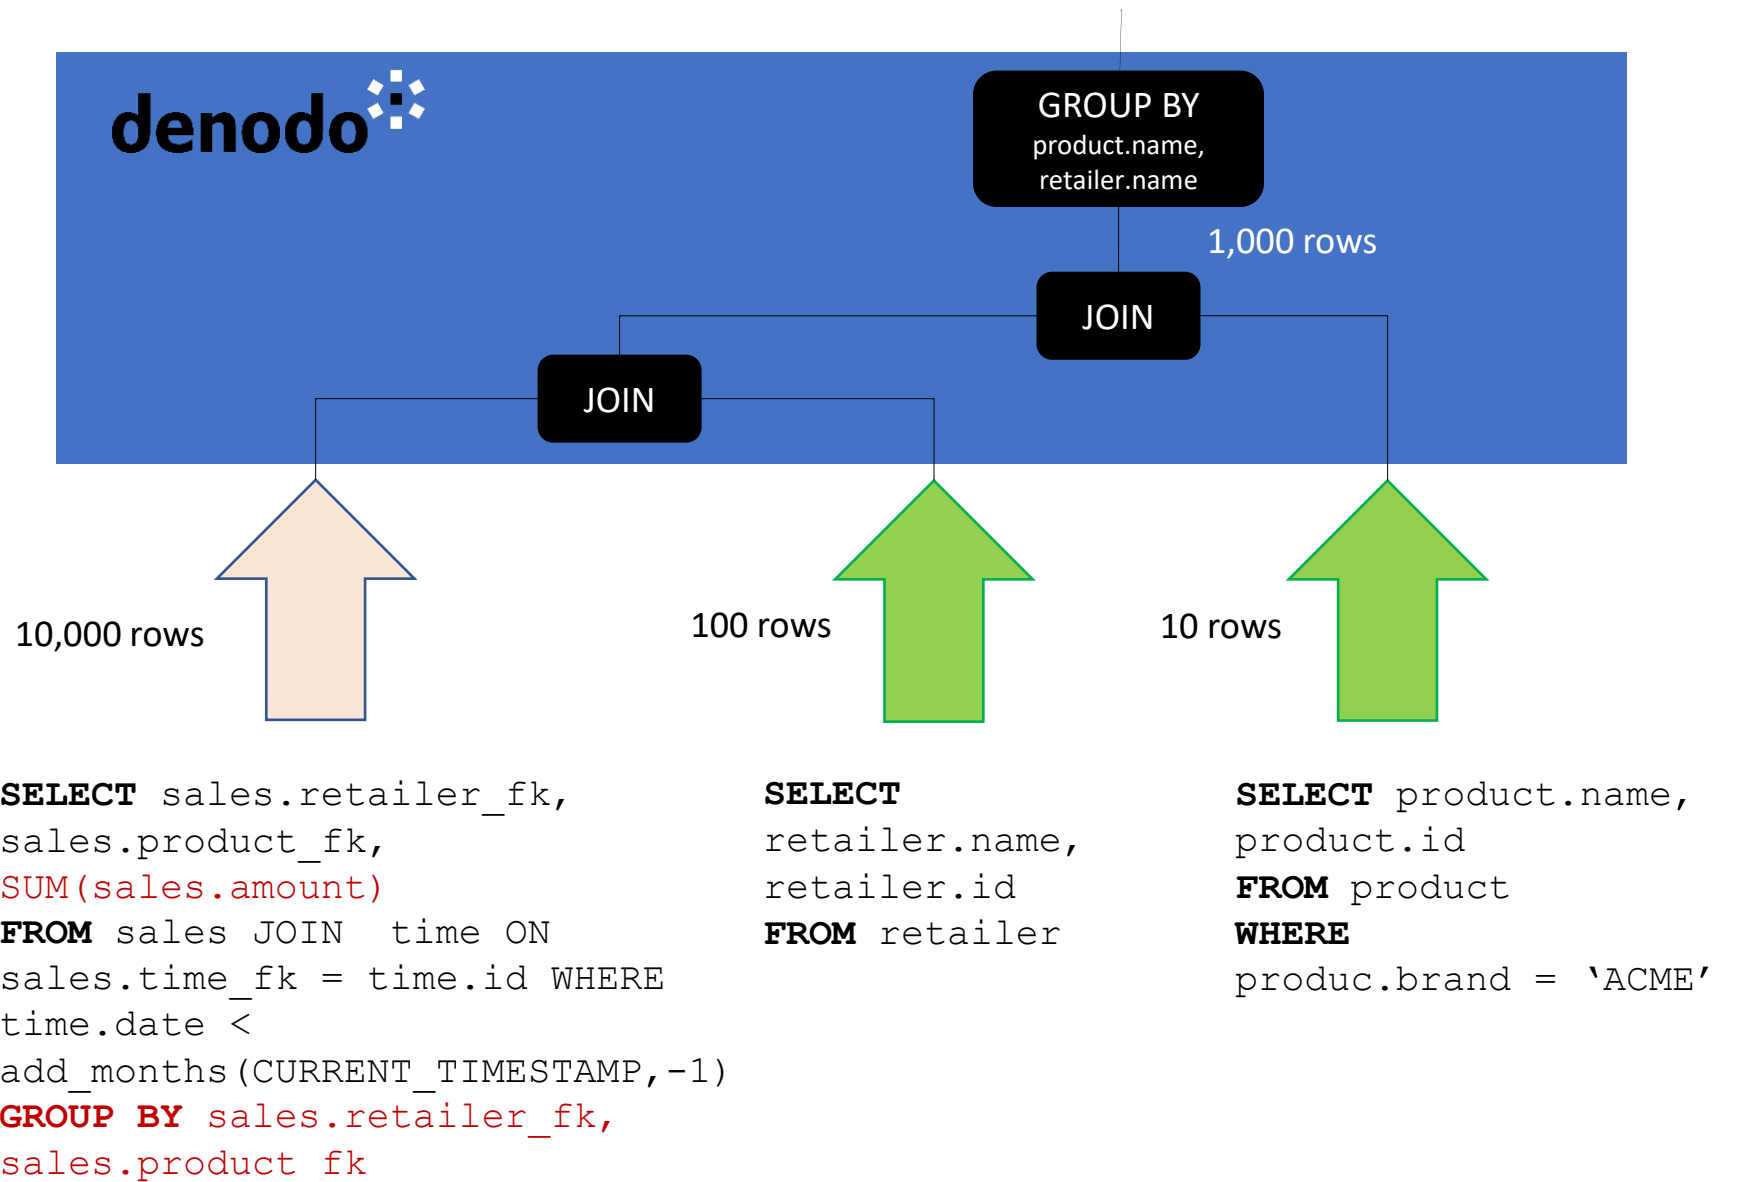 denodo
GROUP BY
product.name,
retailer.name
1,000 rows
JOIN
JOIN
10,000 rows
100 rows
10 rows
SELECT sales.retailer_fk,
sales.product_fk,
SUM(sales.amount)
FROM sales JOIN  time ON
sales.time_fk = time.id WHERE
time.date <
add_months(CURRENT_TIMESTAMP,-1)
GROUP BY sales.retailer_fk,
sales.product fk
SELECT
retailer.name,
retailer.id
FROM retailer
SELECT product.name,
product.id
FROM product
WHERE
produc.brand = ‘ACME’